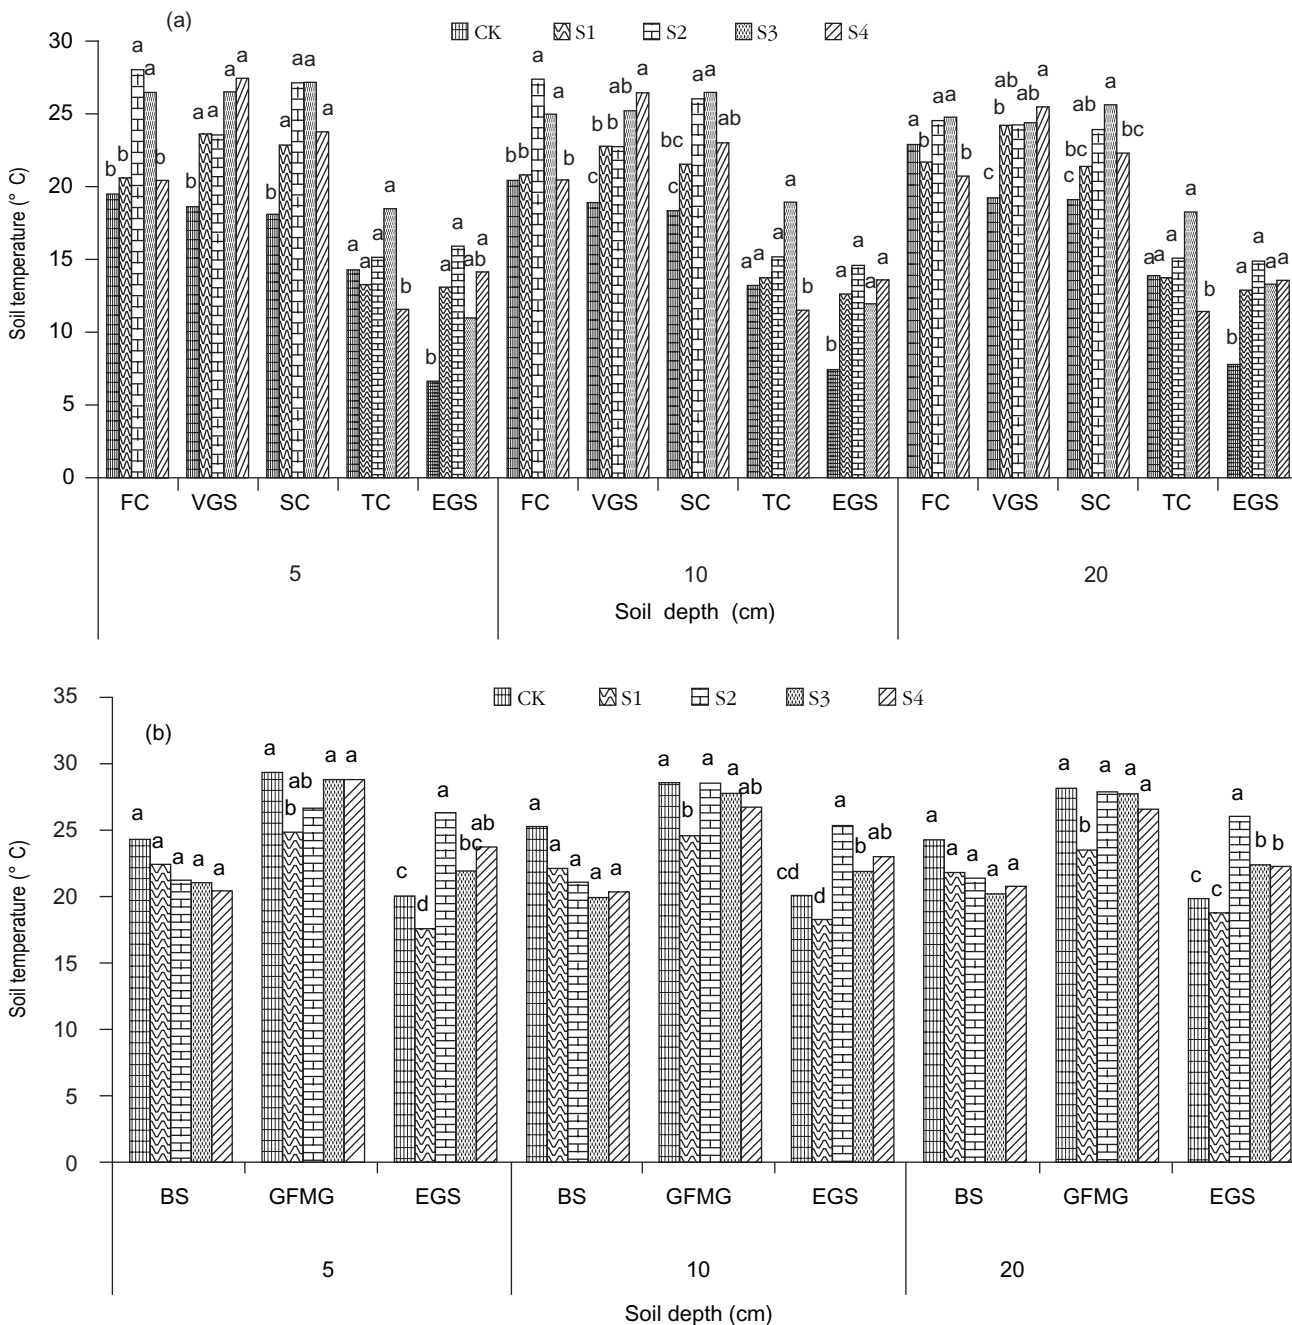 (a)
CK S1 S2 S3 S4
30
25
20
15
10
5
0
Soil temperature (° C)
b b a a b
b a a a a
b a a a a
a a a a b
b a a ab a
b b a a b
c b b ab a
c bc a a ab
a a a a b
b a a a a
a b a a b
c b ab ab a
c bc ab a bc
a a a a b
b a a a a
FC VGS SC TC EGS FC VGS SC TC EGS FC VGS SC TC EGS
5 10 20
Soil depth (cm)
(b)
CK S1 S2 S3 S4
35
30
25
20
15
10
5
0
Soil temperature (° C)
a a a a a
a b ab a a
c d a bc ab
a a a a a
a b a a ab
cd d a b ab
a a a a a
a b a a a
c c a b b
BS GFMG EGS BS GFMG EGS BS GFMG EGS
5 10 20
Soil depth (cm)